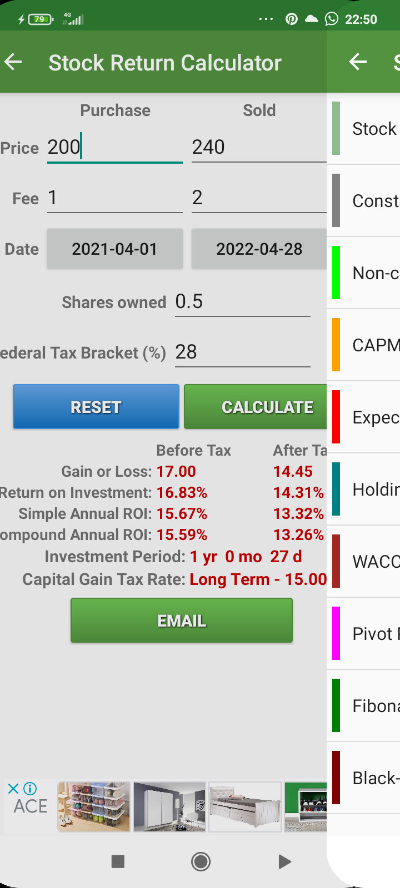 79 4G ... 22:50
Stock Return Calculator
Purchase Sold
Price 200 240
Fee 1 2
Date 2021-04-01 2022-04-28
Shares owned 0.5
ederal Tax Bracket (%) 28
RESET CALCULATE
Before Tax After Ta
Gain or Loss: 17.00 14.45
Return on Investment: 16.83% 14.31%
Simple Annual ROI: 15.67% 13.32%
ompound Annual ROI: 15.59% 13.26%
Investment Period: 1 yr 0 mo 27 d
Capital Gain Tax Rate: Long Term - 15.00
EMAIL
ACE
S
Stock
Const
Non-c
CAPM
Expec
Holdin
WACC
Pivot
Fibona
Black-